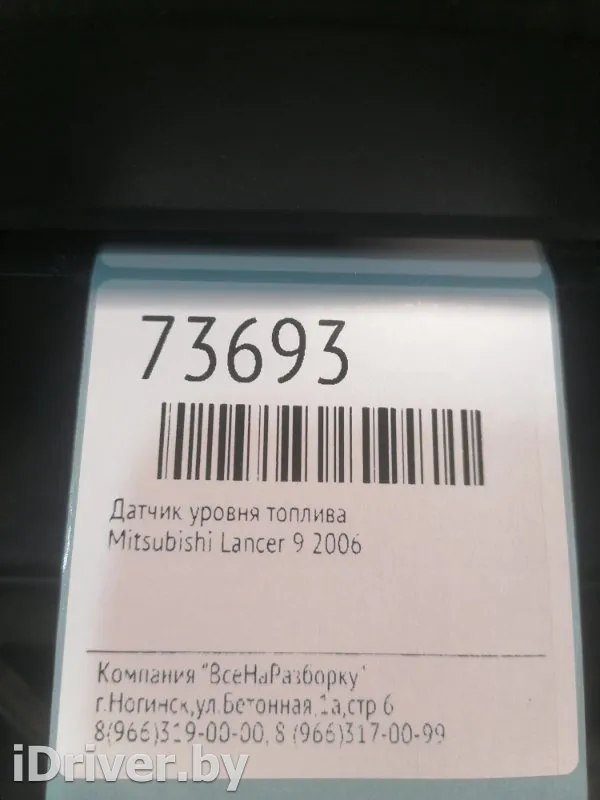 73693
Датчик уровня топлива
Mitsubishi Lancer 9 2006
Компания "ВсеНаРазборку"
г.Ногинск,ул.Бетонная,1а,стр 6
8(966)319-00-00, 8 (966)317-00-99
iDriver.by